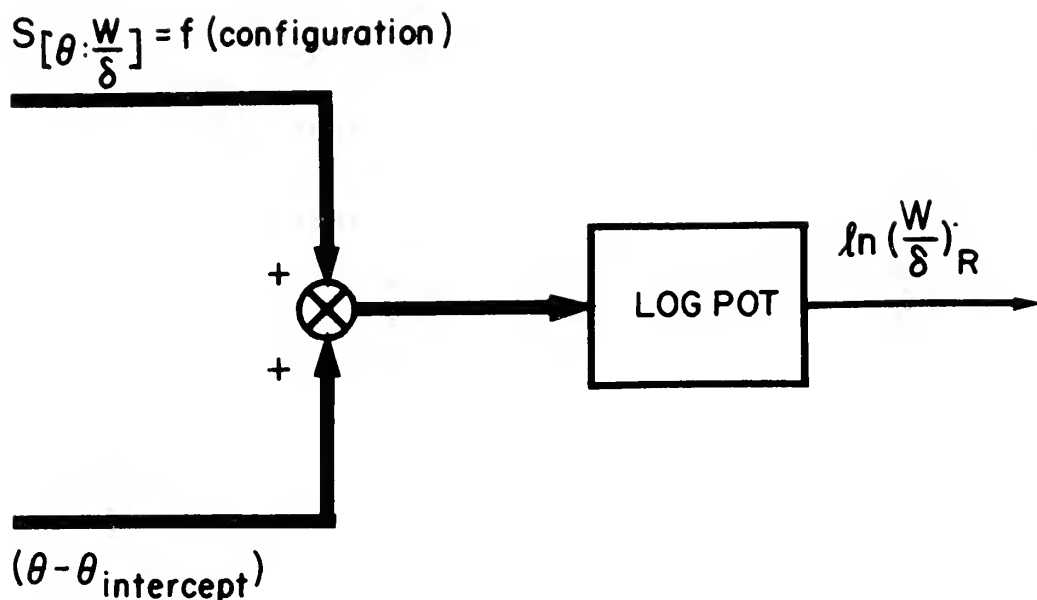 S[θ:W/δ] = f (configuration)
+
+
LOG POT
ln (W/δ)R
(θ-θintercept)